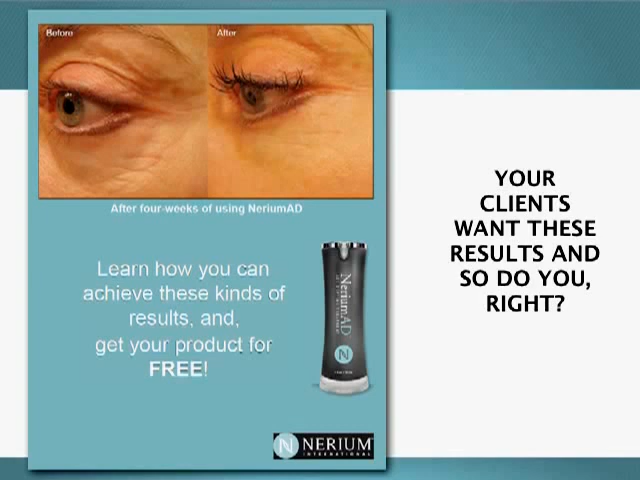 Before
After
After four-weeks of using NeriumAD
Learn how you can
achieve these kinds of
results, and,
get your product for
FREE!
NeriumAD
N
N NERIUM
INTERNATIONAL
YOUR
CLIENTS
WANT THESE
RESULTS AND
SO DO YOU,
RIGHT?